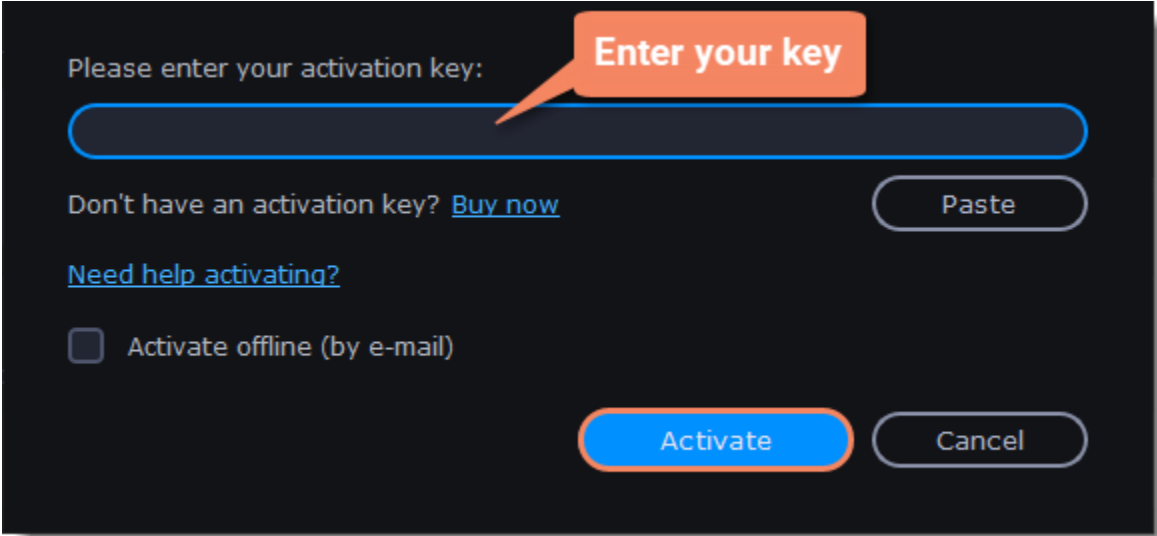 Enter your key
Please enter your activation key:
Don't have an activation key? Buy now
Paste
Need help activating?
Activate offline (by e-mail)
Activate
Cancel